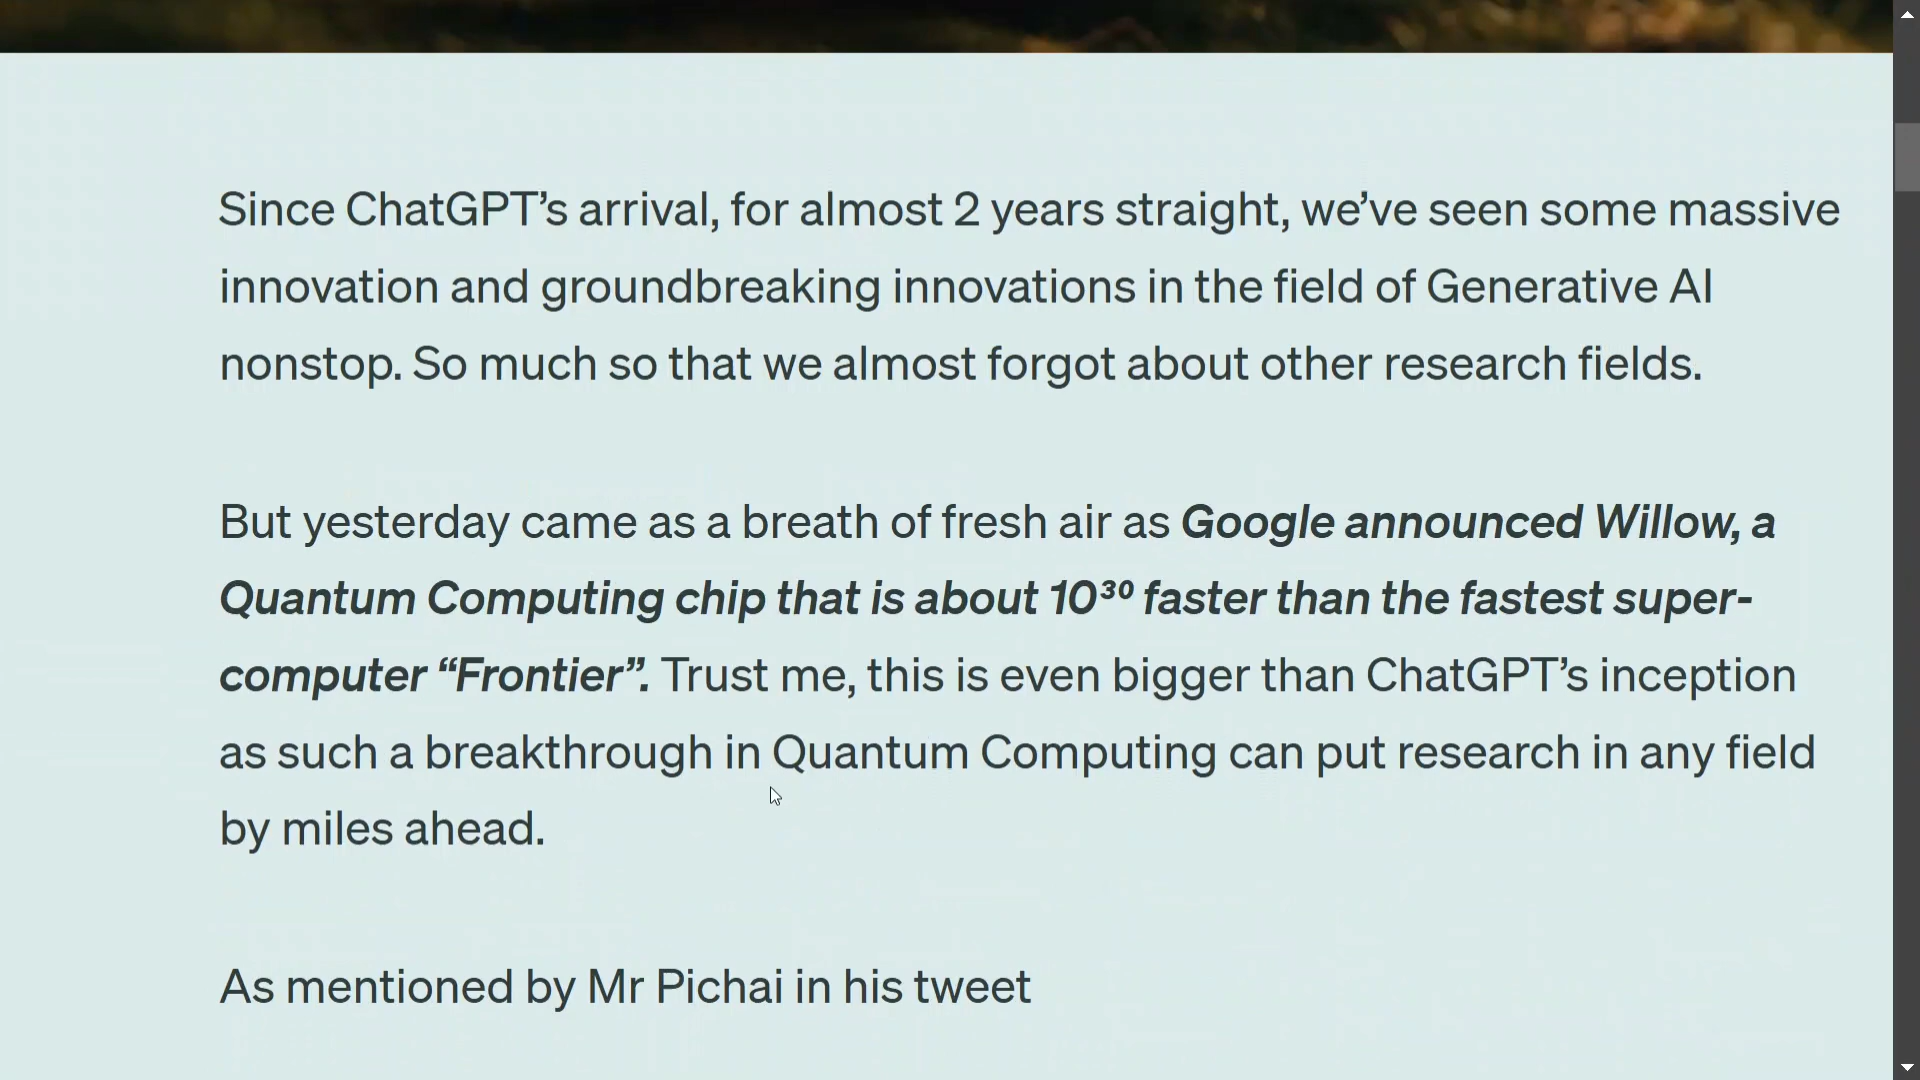 Since ChatGPT’s arrival, for almost 2 years straight, we’ve seen some massive
innovation and groundbreaking innovations in the field of Generative AI
nonstop. So much so that we almost forgot about other research fields.
But yesterday came as a breath of fresh air as Google announced Willow, a
Quantum Computing chip that is about 10³⁰ faster than the fastest super-
computer “Frontier”. Trust me, this is even bigger than ChatGPT’s inception
as such a breakthrough in Quantum Computing can put research in any field
by miles ahead.
As mentioned by Mr Pichai in his tweet